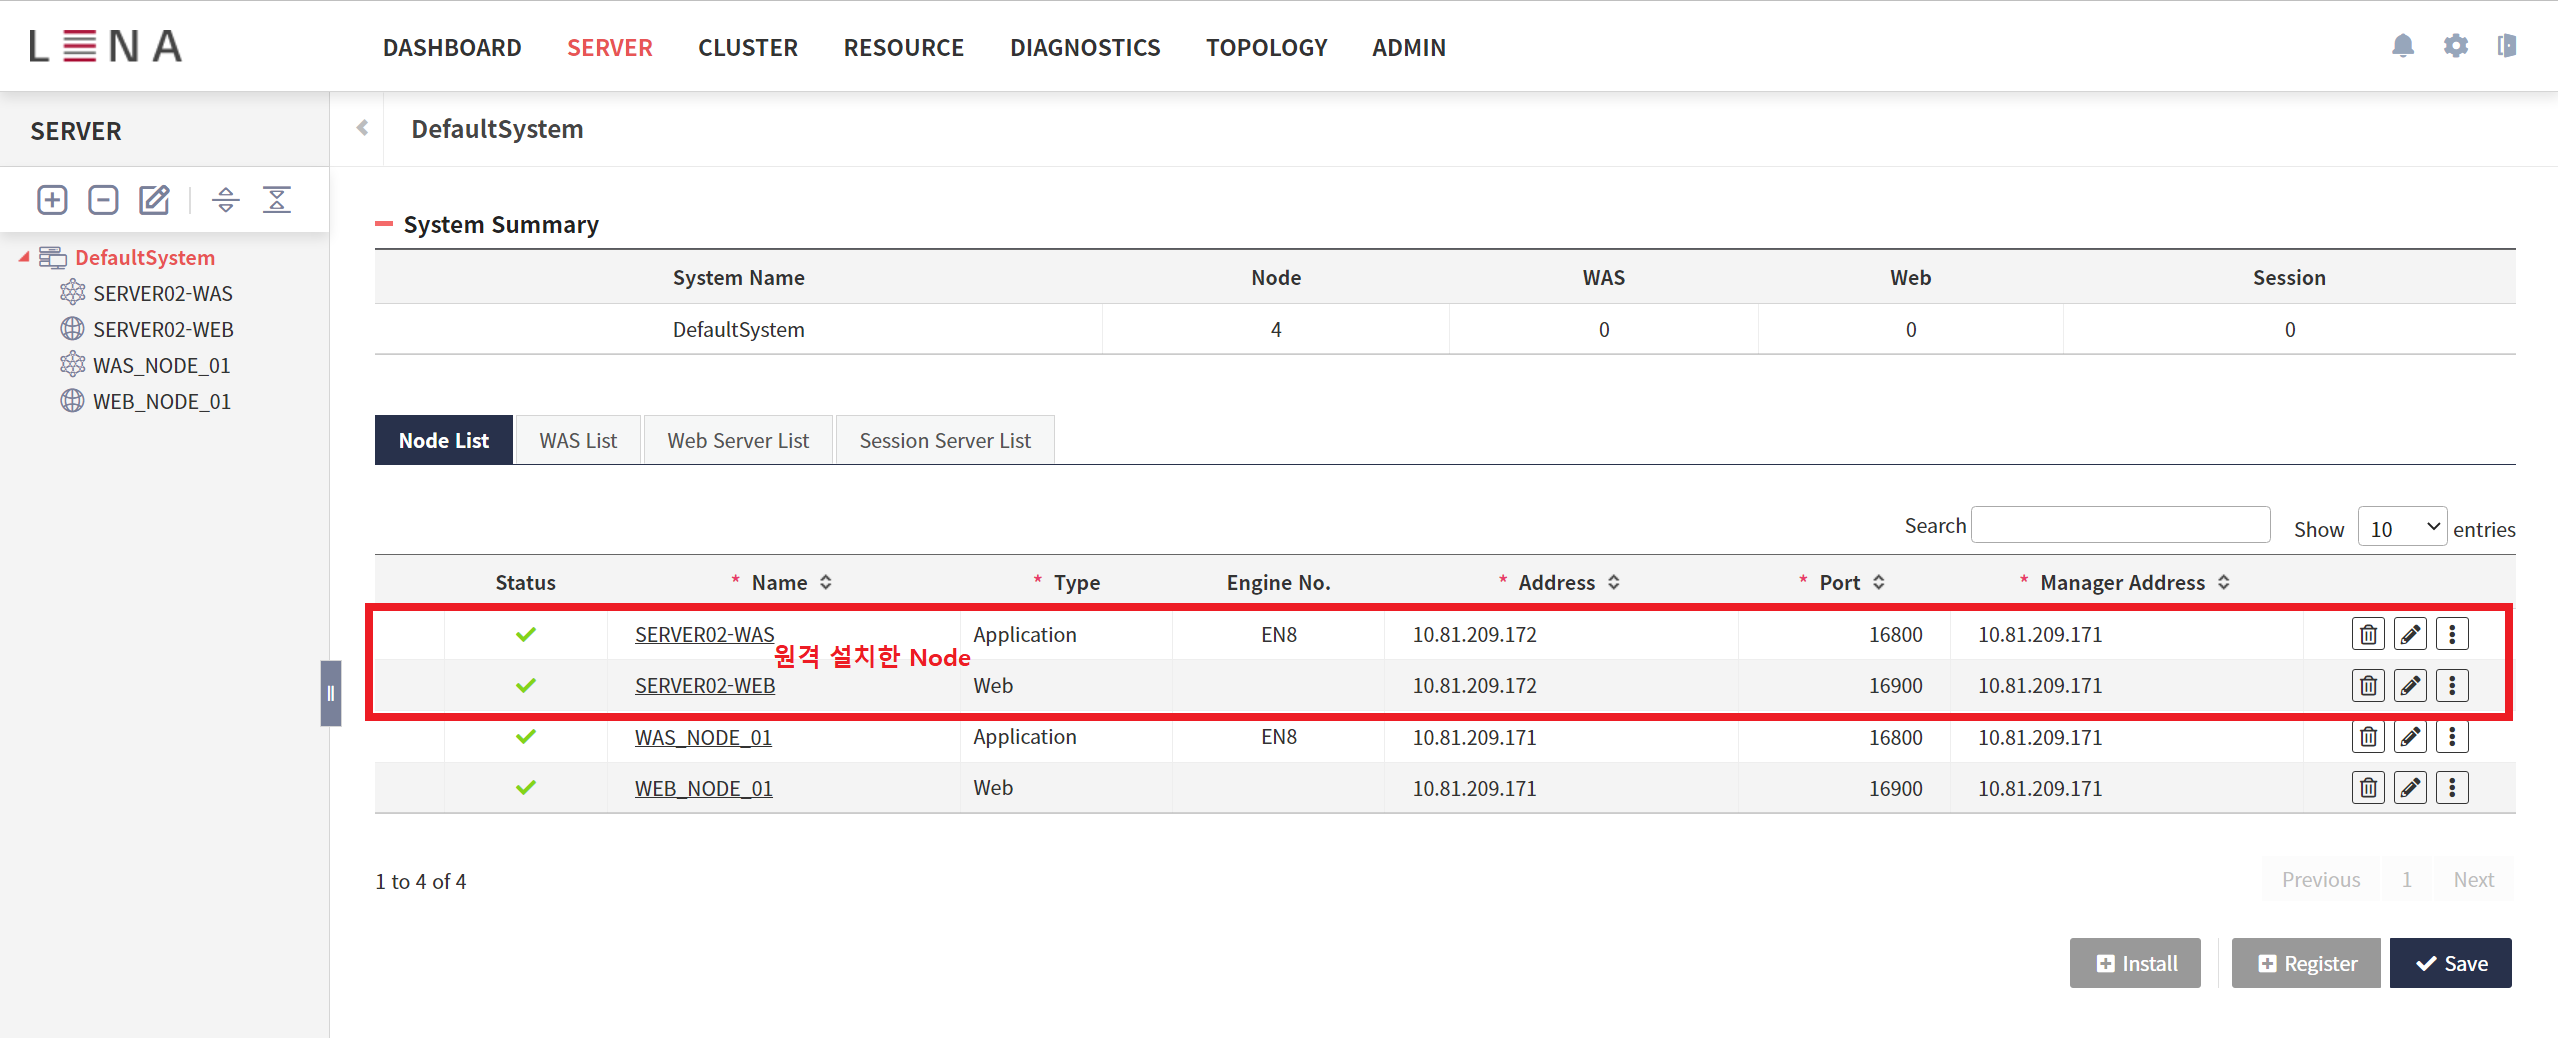 LENA DASHBOARD SERVER CLUSTER RESOURCE DIAGNOSTICS TOPOLOGY ADMIN
SERVER
DefaultSystem
SERVER02-WAS
SERVER02-WEB
WAS_NODE_01
WEB_NODE_01
DefaultSystem
System Summary
System Name Node WAS Web Session
DefaultSystem 4 0 0 0
Node List WAS List Web Server List Session Server List
Search Show 10 entries
Status * Name * Type Engine No. * Address * Port * Manager Address
SERVER02-WAS Application EN8 10.81.209.172 16800 10.81.209.171
원격 설치한 Node
SERVER02-WEB Web 10.81.209.172 16900 10.81.209.171
WAS_NODE_01 Application EN8 10.81.209.171 16800 10.81.209.171
WEB_NODE_01 Web 10.81.209.171 16900 10.81.209.171
1 to 4 of 4 Previous 1 Next
Install Register Save